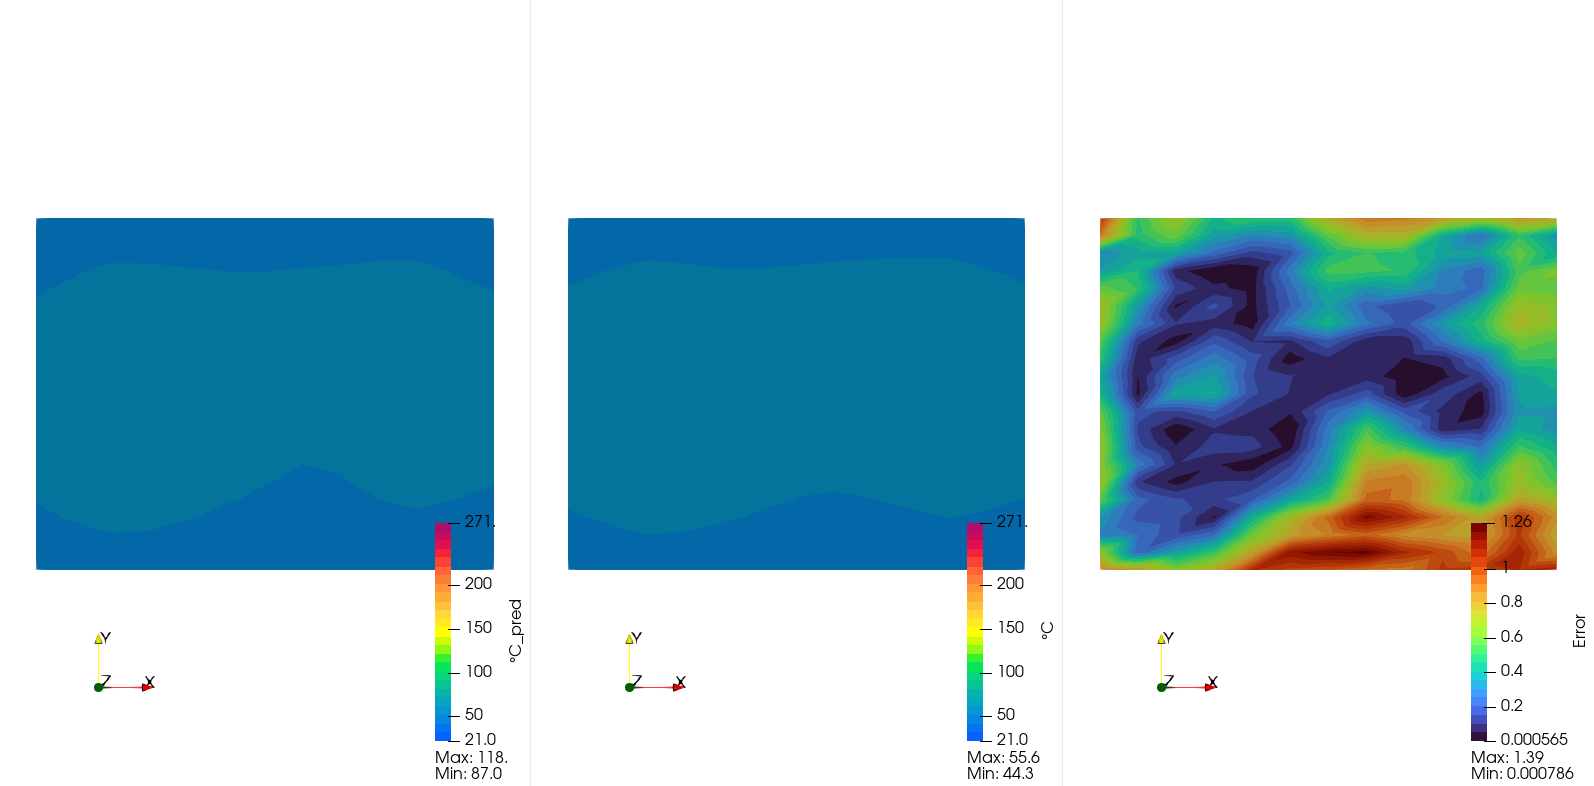 271.
200
150
100
50
21.0
°C_pred
Max: 118.
Min: 87.0
Y
Z
X
271.
200
150
100
50
21.0
°C
Max: 55.6
Min: 44.3
Y
Z
X
1.26
1
0.8
0.6
0.4
0.2
0.000565
Error
Max: 1.39
Min: 0.000786
Y
Z
X